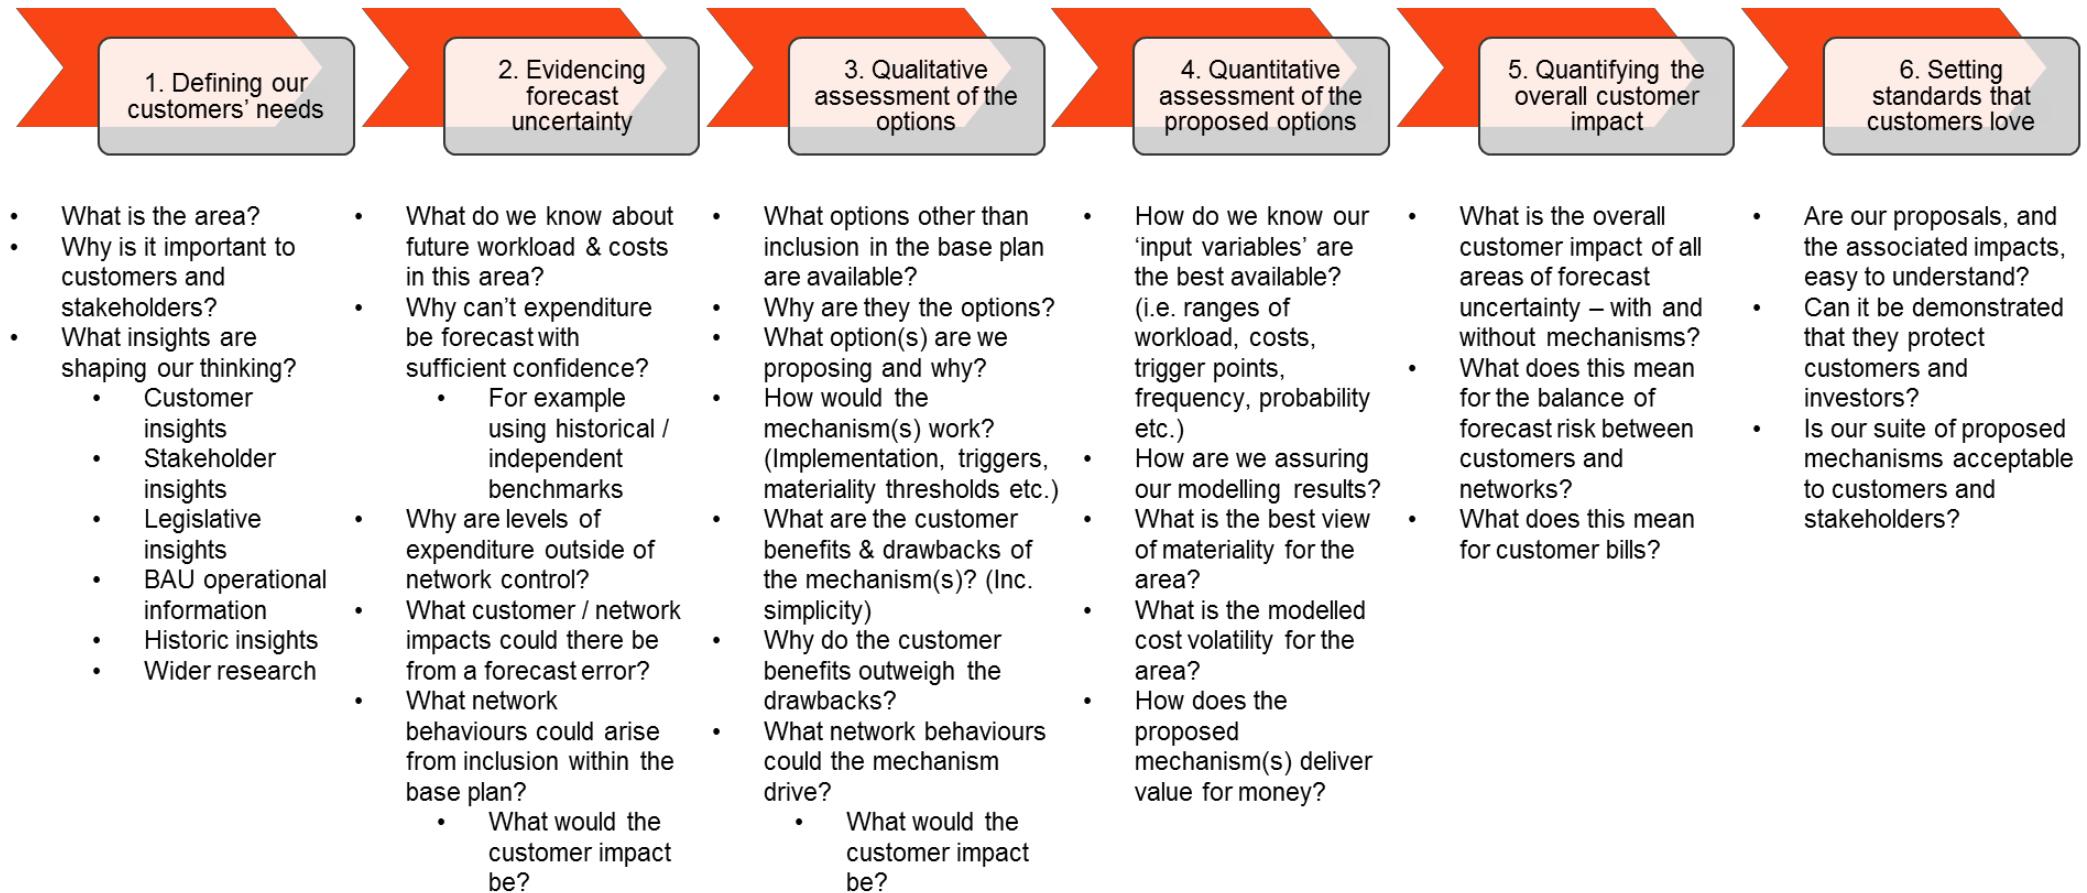 1. Defining our
customers' needs
2. Evidencing
forecast
uncertainty
3. Qualitative
assessment of the
options
4. Quantitative
assessment of the
proposed options
5. Quantifying the
overall customer
impact
6. Setting
standards that
customers love
• What is the area?
• Why is it important to
customers and
stakeholders?
• What insights are
shaping our thinking?
• Customer
insights
• Stakeholder
insights
• Legislative
insights
• BAU operational
information
• Historic insights
• Wider research
• What do we know about
future workload & costs
in this area?
• Why can't expenditure
be forecast with
sufficient confidence?
• For example
using historical /
independent
benchmarks
• Why are levels of
expenditure outside of
network control?
• What customer / network
impacts could there be
from a forecast error?
• What network
behaviours could arise
from inclusion within the
base plan?
• What would the
customer impact
be?
• What options other than
inclusion in the base plan
are available?
• Why are they the options?
• What option(s) are we
proposing and why?
• How would the
mechanism(s) work?
(Implementation, triggers,
materiality thresholds etc.)
• What are the customer
benefits & drawbacks of
the mechanism(s)? (Inc.
simplicity)
• Why do the customer
benefits outweigh the
drawbacks?
• What network behaviours
could the mechanism
drive?
• What would the
customer impact
be?
• How do we know our
‘input variables’ are
the best available?
(i.e. ranges of
workload, costs,
trigger points,
frequency, probability
etc.)
• How are we assuring
our modelling results?
• What is the best view
of materiality for the
area?
• What is the modelled
cost volatility for the
area?
• How does the
proposed
mechanism(s) deliver
value for money?
• What is the overall
customer impact of all
areas of forecast
uncertainty – with and
without mechanisms?
• What does this mean
for the balance of
forecast risk between
customers and
networks?
• What does this mean
for customer bills?
• Are our proposals, and
the associated impacts,
easy to understand?
• Can it be demonstrated
that they protect
customers and
investors?
• Is our suite of proposed
mechanisms acceptable
to customers and
stakeholders?